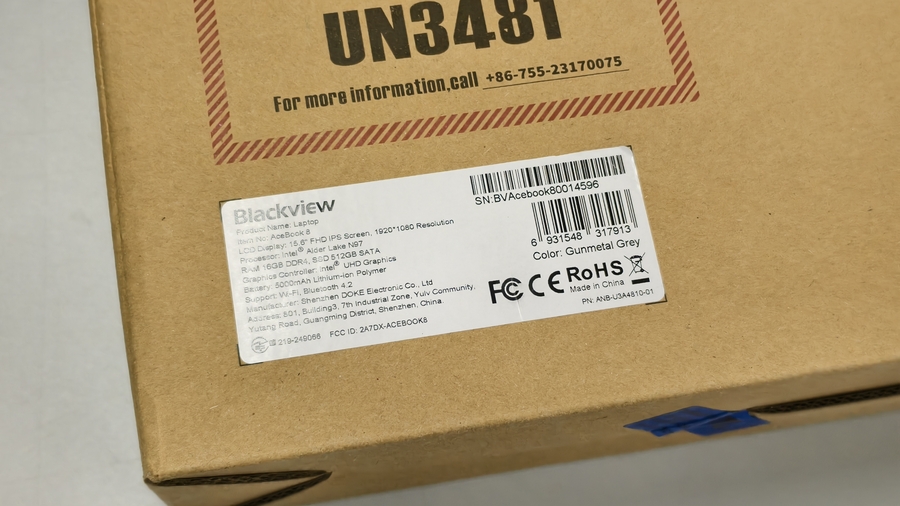 UN3481
For more information,call +86-755-23170075
Blackview
Product Name: Laptop
Item No: AceBook 8
LCD Display: 15.6" FHD IPS Screen, 1920*1080 Resolution
Processor: Intel® Alder Lake N97
RAM 16GB DDR4, SSD 512GB SATA
Graphics Controller: Intel® UHD Graphics
Battery: 5000mAh Lithium-ion Polymer
Support: Wi-Fi, Bluetooth 4.2
Manufacturer: Shenzhen DOKE Electronic Co., Ltd
Address: 801, Building3, 7th Industrial Zone, Yulv Community,
Yutang Road, Guangming District, Shenzhen, China.
219-249066 FCC ID: 2A7DX-ACEBOOK8
SN:BVAcebook80014596
6 931548 317913
Color: Gunmetal Grey
FC CE RoHS
Made in China
PN: ANB-U3A4810-01